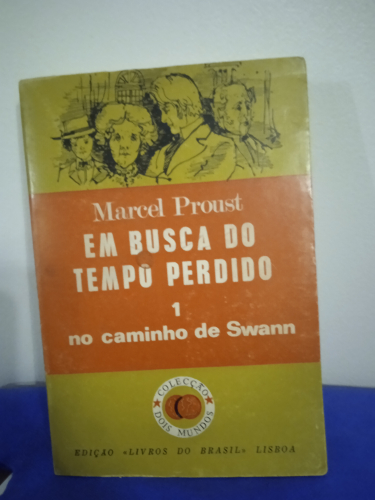 Marcel Proust
EM BUSCA DO
TEMPO PERDIDO
1
no caminho de Swann
COLECÇÃO
DOIS MUNDOS
EDIÇÃO «LIVROS DO BRASIL» LISBOA